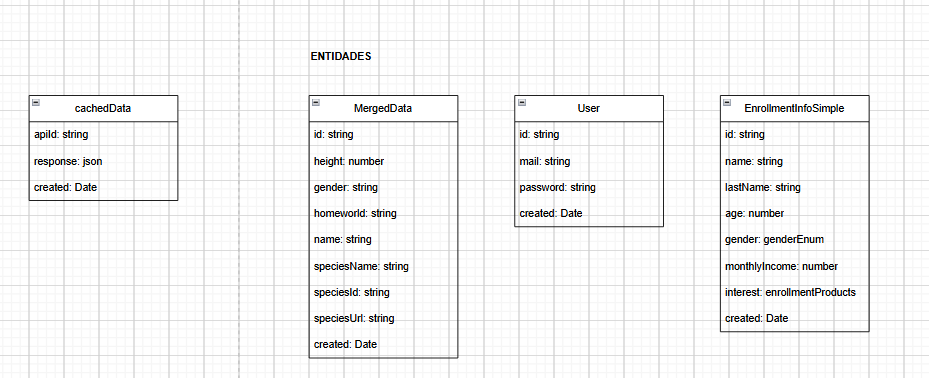 ENTIDADES
cachedData
apiId: string
response: json
created: Date
MergedData
id: string
height: number
gender: string
homeworld: string
name: string
speciesName: string
speciesId: string
speciesUrl: string
created: Date
User
id: string
mail: string
password: string
created: Date
EnrollmentInfoSimple
id: string
name: string
lastName: string
age: number
gender: genderEnum
monthlyIncome: number
interest: enrollmentProducts
created: Date